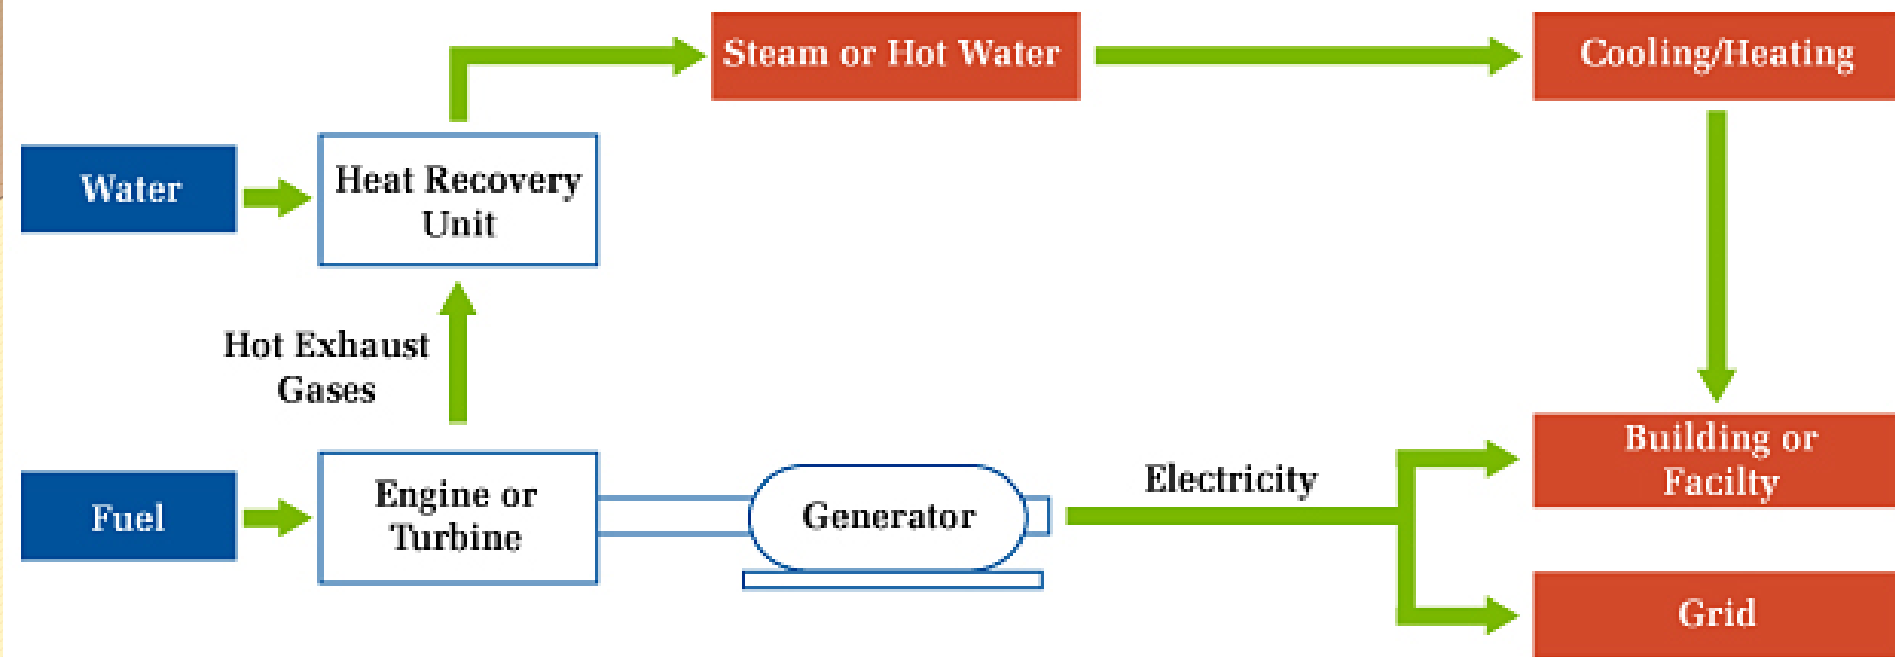 Steam or Hot Water
Cooling/Heating
Water
Heat Recovery
Unit
Hot Exhaust
Gases
Fuel
Engine or
Turbine
Generator
Electricity
Building or
Facilty
Grid